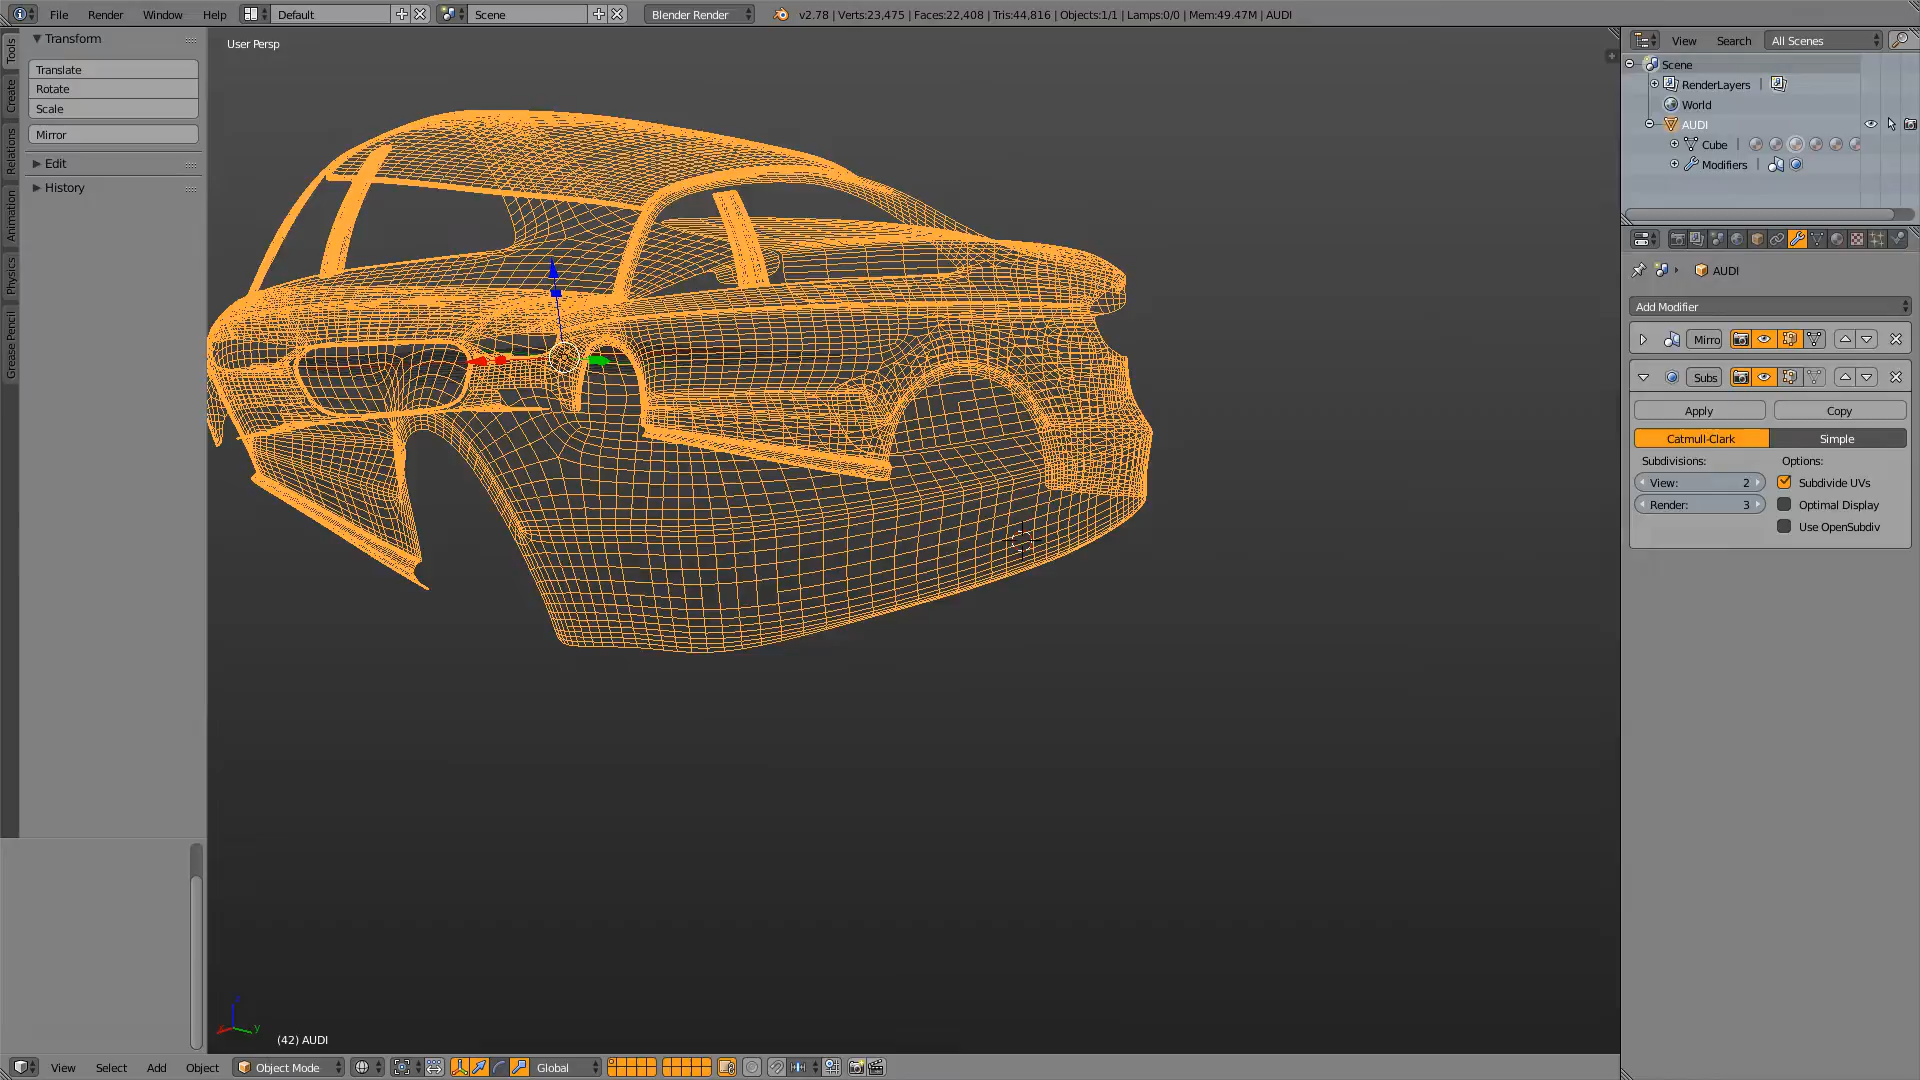 File
Render
Window
Help
Default
Scene
Blender Render
v2.78 | Verts:23,475 | Faces:22,408 | Tris:44,816 | Objects:1/1 | Lamps:0/0 | Mem:49.47M | AUDI
Tools
Create
Relations
Animation
Physics
Grease Pencil
Transform
Translate
Rotate
Scale
Mirror
Edit
History
User Persp
(42) AUDI
View
Search
All Scenes
Scene
RenderLayers
World
AUDI
Cube
Modifiers
AUDI
Add Modifier
Mirro
Subs
Apply
Copy
Catmull-Clark
Simple
Subdivisions:
Options:
View: 2
Subdivide UVs
Render: 3
Optimal Display
Use OpenSubdiv
View
Select
Add
Object
Object Mode
Global